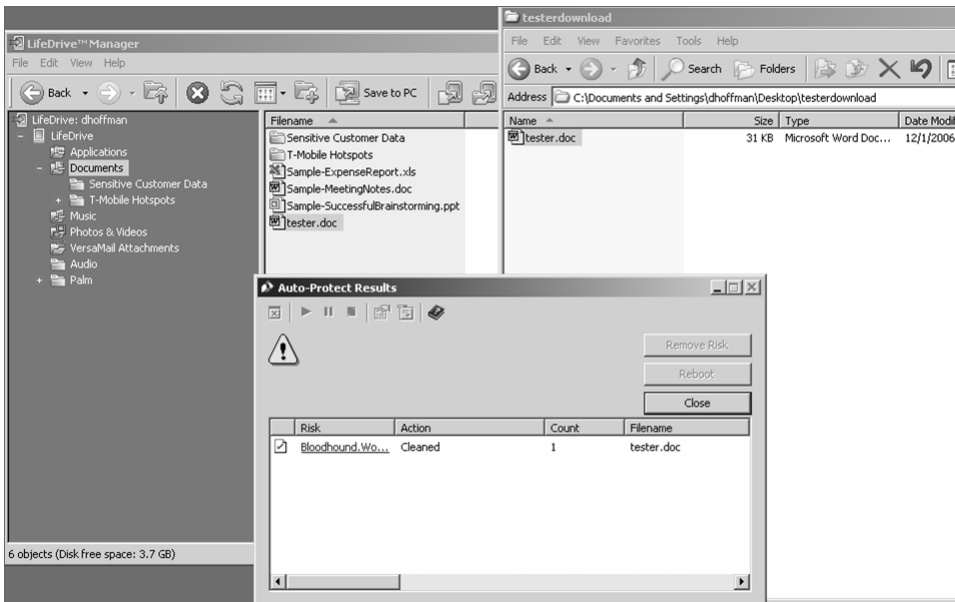 testerdownload
File Edit View Favorites Tools Help
Back Search Folders
Address C:\Documents and Settings\dhoffman\Desktop\testerdownload
Name Size Type Date Modif
tester.doc 31 KB Microsoft Word Doc... 12/1/2006
LifeDrive™ Manager
File Edit View Help
Back Save to PC
LifeDrive: dhoffman
LifeDrive
Applications
Documents
Sensitive Customer Data
T-Mobile Hotspots
Music
Photos & Videos
VersaMail Attachments
Audio
Palm
Filename
Sensitive Customer Data
T-Mobile Hotspots
Sample-ExpenseReport.xls
Sample-MeetingNotes.doc
Sample-SuccessfulBrainstorming.ppt
tester.doc
6 objects (Disk free space: 3.7 GB)
Auto-Protect Results
Remove Risk
Reboot
Close
Risk Action Count Filename
Bloodhound.Wo... Cleaned 1 tester.doc